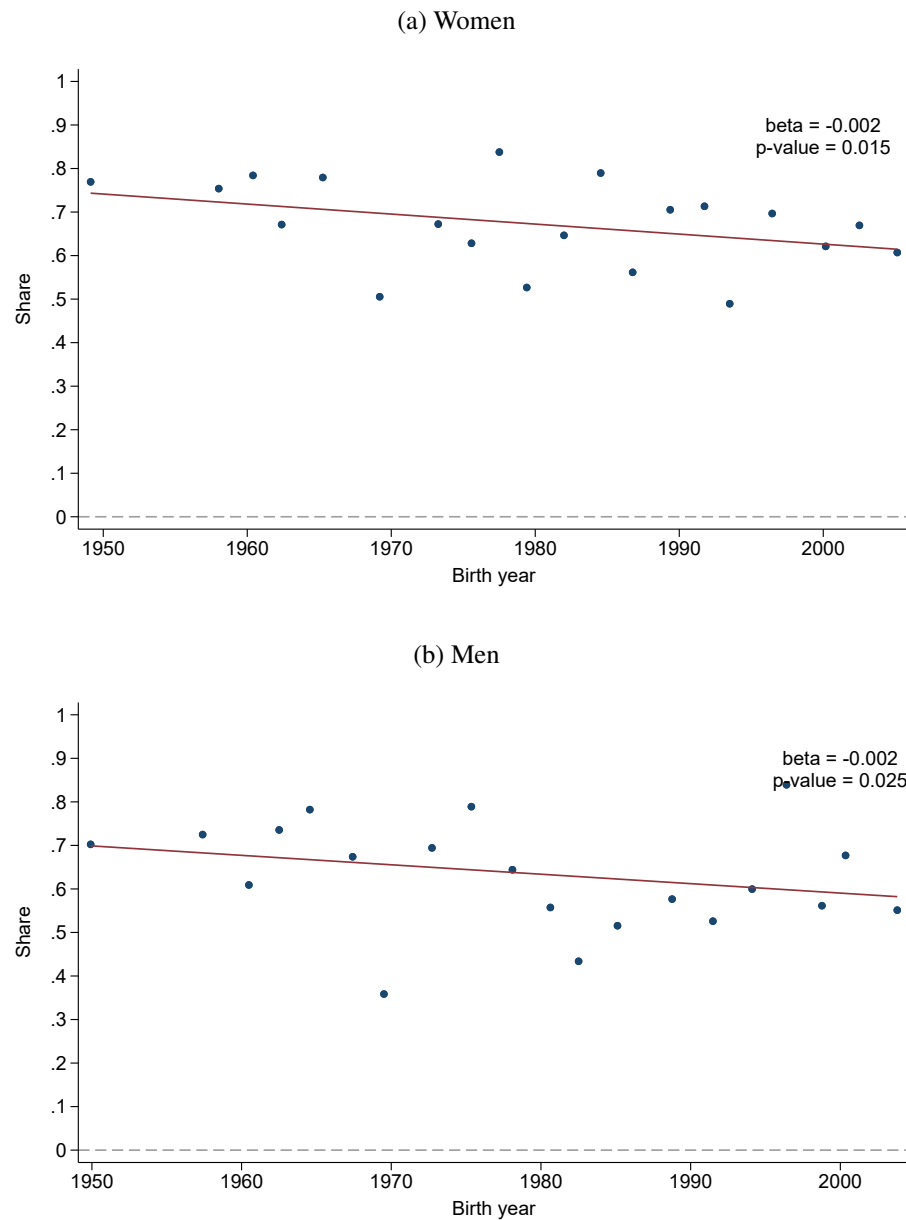 (a) Women
1
.9
.8
.7
.6
.5
.4
.3
.2
.1
0
Share
beta = -0.002
p-value = 0.015
1950 1960 1970 1980 1990 2000
Birth year
(b) Men
1
.9
.8
.7
.6
.5
.4
.3
.2
.1
0
Share
beta = -0.002
p-value = 0.025
1950 1960 1970 1980 1990 2000
Birth year